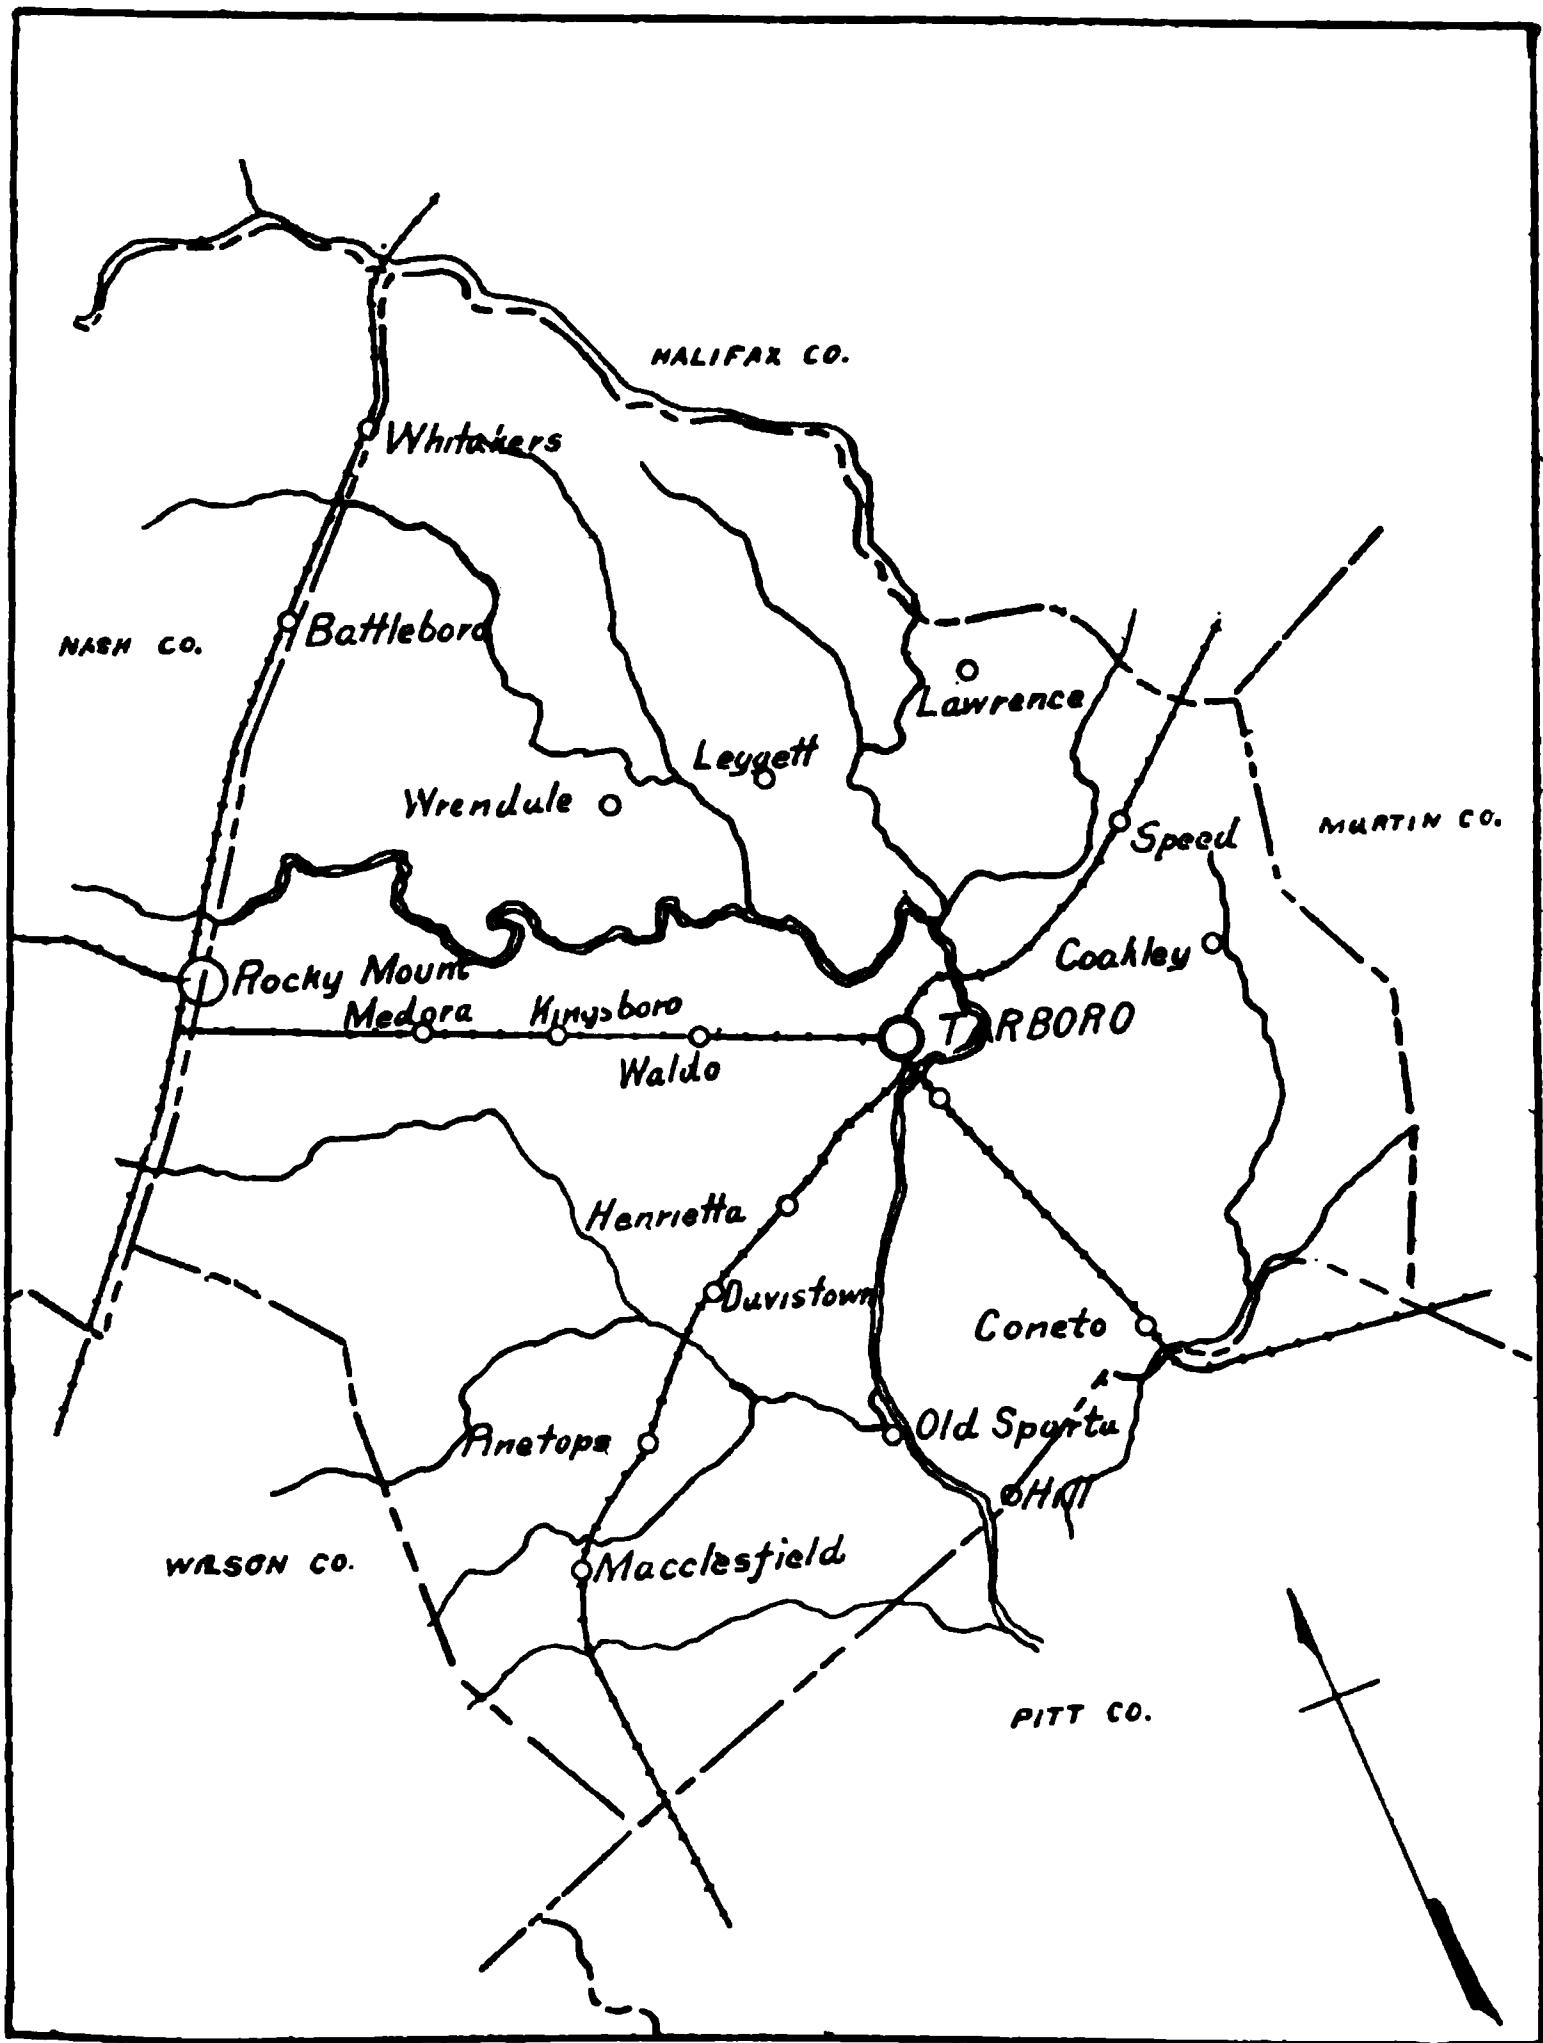 HALIFAX CO.
Whitakers
Battleboro
NASH CO.
Lawrence
Leggett
Wrendale
MARTIN CO.
Speed
Coakley
Rocky Mount
Medora
Kingsboro
TARBORO
Waldo
Henrietta
Davistown
Coneto
Old Sparta
Pinetops
Hill
WILSON CO.
Macclesfield
PITT CO.